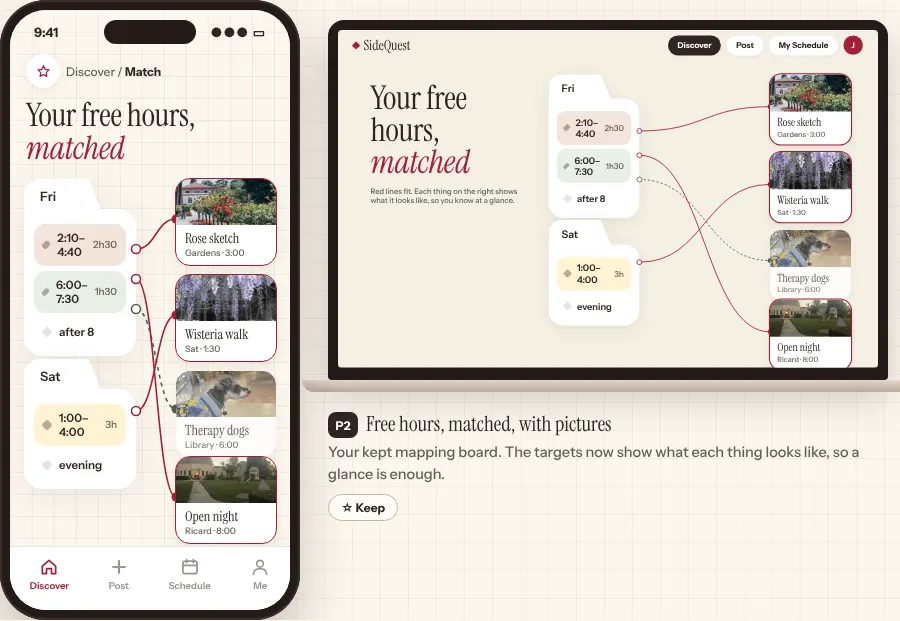 9:41
Discover / Match
Your free hours,
matched
Fri
2:10–
4:40
2h30
6:00–
7:30
1h30
after 8
Sat
1:00–
4:00
3h
evening
Rose sketch
Gardens · 3:00
Wisteria walk
Sat · 1:30
Therapy dogs
Library · 6:00
Open night
Ricard · 8:00
Discover
Post
Schedule
Me
SideQuest
Discover
Post
My Schedule
J
Your free
hours,
matched
Red lines fit. Each thing on the right shows
what it looks like, so you know at a glance.
Fri
2:10–
4:40
2h30
6:00–
7:30
1h30
after 8
Sat
1:00–
4:00
3h
evening
Rose sketch
Gardens · 3:00
Wisteria walk
Sat · 1:30
Therapy dogs
Library · 6:00
Open night
Ricard · 8:00
P2 Free hours, matched, with pictures
Your kept mapping board. The targets now show what each thing looks like, so a
glance is enough.
☆ Keep